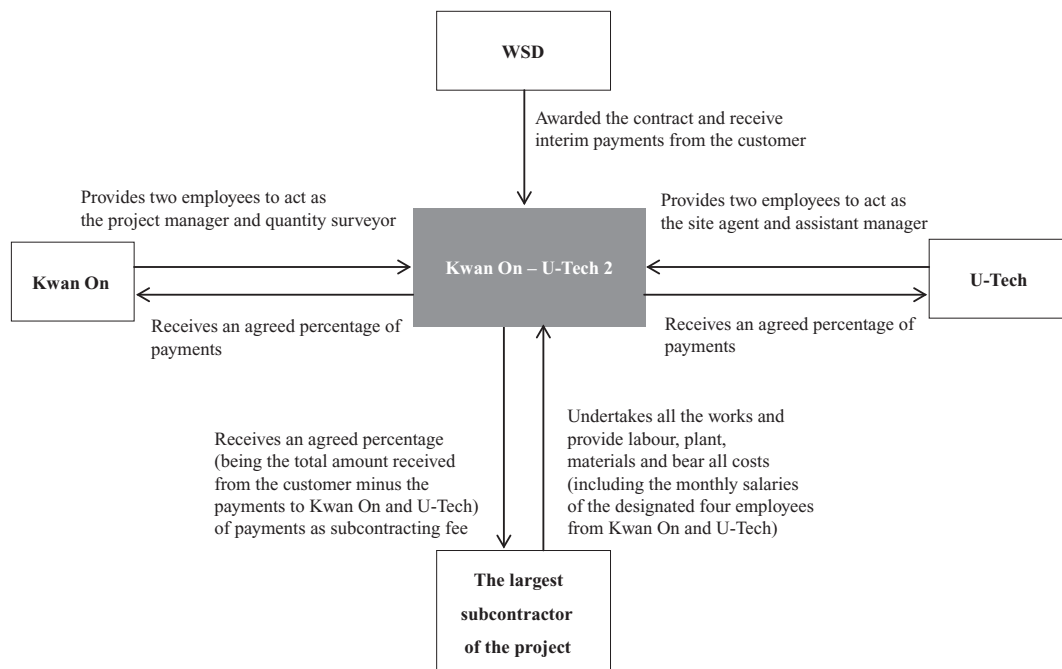 WSD
Awarded the contract and receive
interim payments from the customer
Provides two employees to act as
the project manager and quantity surveyor
Provides two employees to act as
the site agent and assistant manager
Kwan On
Kwan On – U-Tech 2
U-Tech
Receives an agreed percentage of
payments
Receives an agreed percentage of
payments
Receives an agreed percentage
(being the total amount received
from the customer minus the
payments to Kwan On and U-Tech)
of payments as subcontracting fee
Undertakes all the works and
provide labour, plant,
materials and bear all costs
(including the monthly salaries
of the designated four employees
from Kwan On and U-Tech)
The largest
subcontractor
of the project